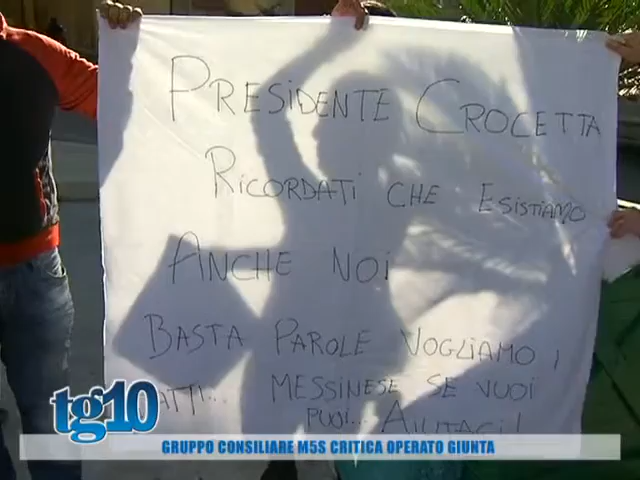 PRESIDENTE CROCETTA
RICORDATI CHE ESISTIAMO
ANCHE NOI
BASTA PAROLE VOGLIAMO I
ATTI... MESSINESE SE VUOI
PUOI... AIUTACI!
tg10
GRUPPO CONSILIARE M5S CRITICA OPERATO GIUNTA